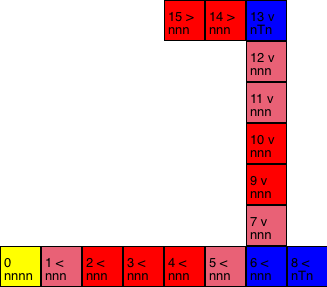 15 > 14 > 13 v
nnn nnn nTn
12 v
nnn
11 v
nnn
10 v
nnn
9 v
nnn
7 v
nnn
0 1 < 2 < 3 < 4 < 5 < 6 < 8 <
nnnn nnn nnn nnn nnn nnn nnn nTn